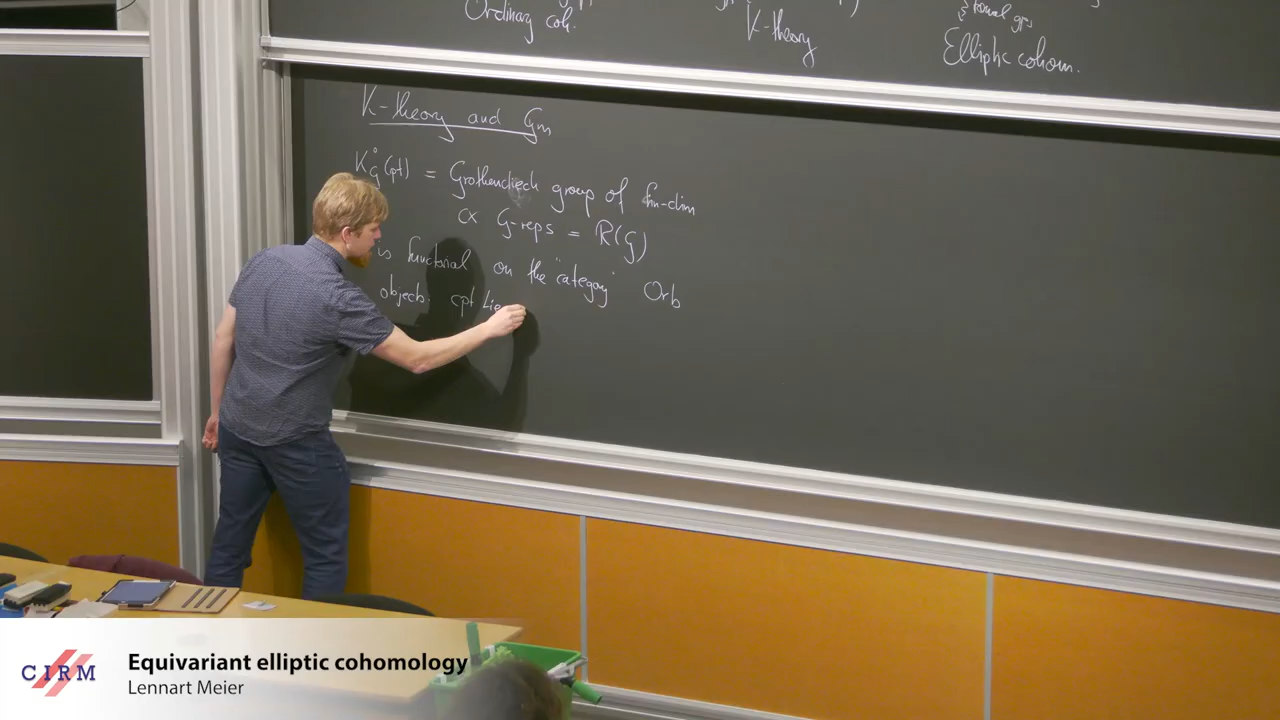 Ordinary coh.
K-theory
Elliptic cohom.
K-theory and Gm
K°G(pt) = Grothendieck group of fin-dim
ℂ G-reps = R(G)
is functorial on the "category" Orb
objects: cpt Lie
CIRM
Equivariant elliptic cohomology
Lennart Meier